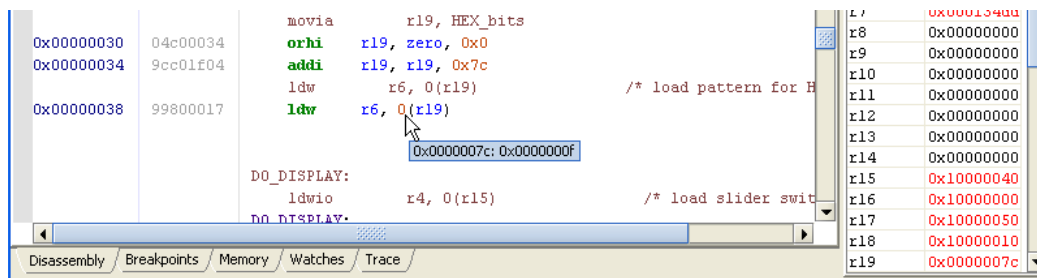 movia r19, HEX_bits
0x00000030 04c00034 orhi r19, zero, 0x0
0x00000034 9cc01f04 addi r19, r19, 0x7c
ldw r6, 0(r19) /* load pattern for H
0x00000038 99800017 ldw r6, 0(r19)
0x0000007c: 0x0000000f
DO_DISPLAY:
ldwio r4, 0(r15) /* load slider swit
DO_DISPLAY:
Disassembly Breakpoints Memory Watches Trace
r7 0x000134dd
r8 0x00000000
r9 0x00000000
r10 0x00000000
r11 0x00000000
r12 0x00000000
r13 0x00000000
r14 0x00000000
r15 0x10000040
r16 0x10000000
r17 0x10000050
r18 0x10000010
r19 0x0000007c